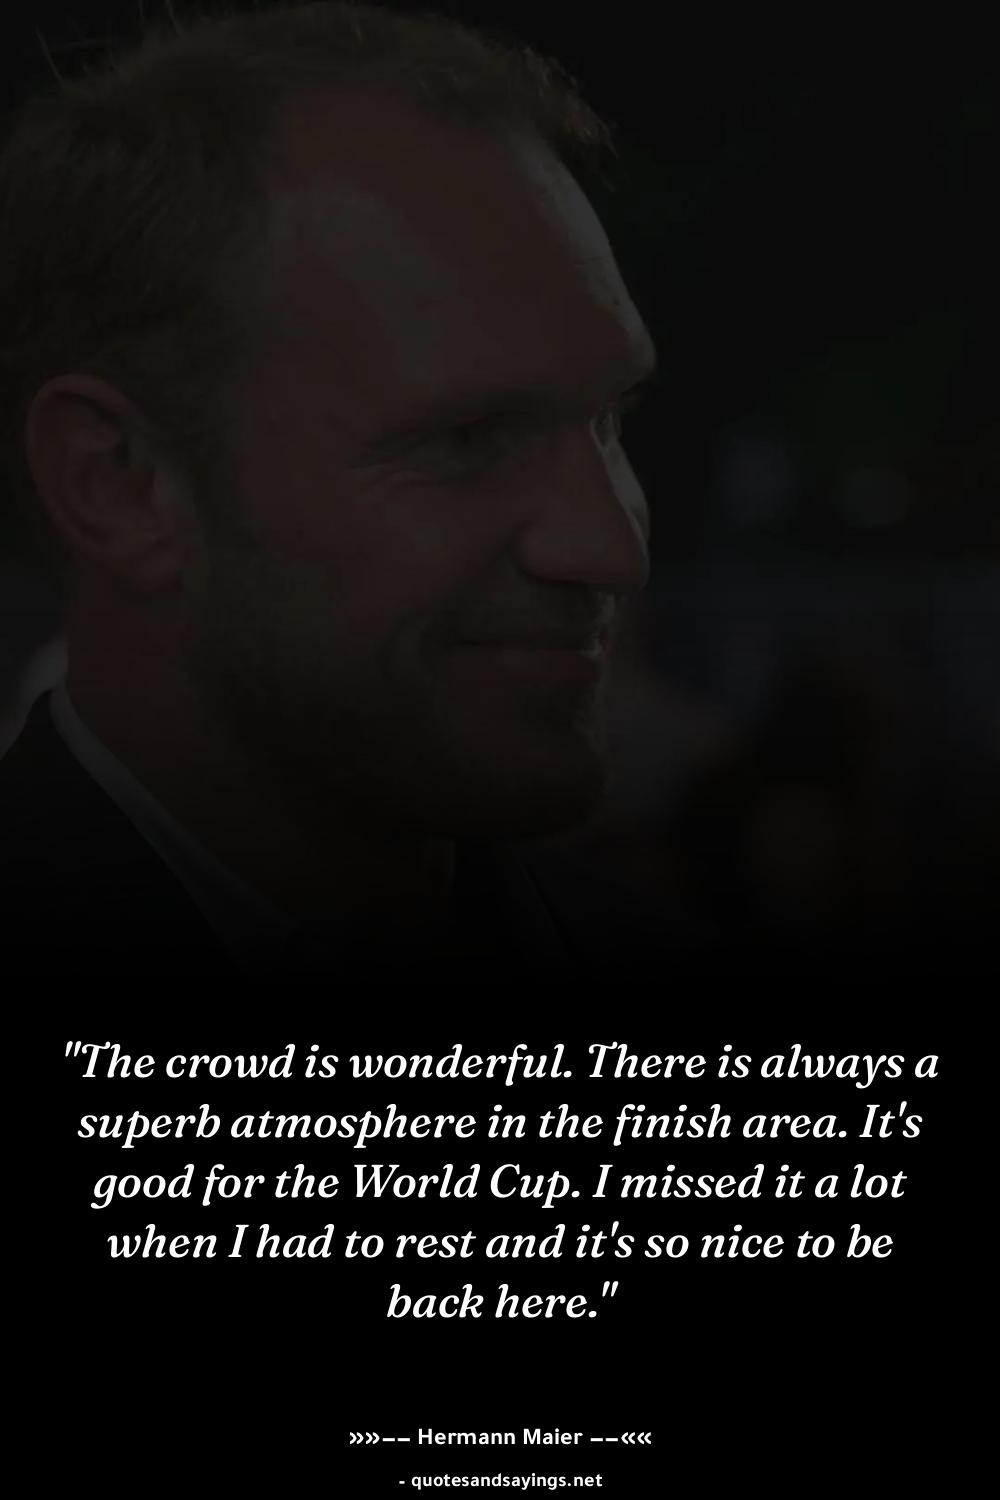 "The crowd is wonderful. There is always a
superb atmosphere in the finish area. It's
good for the World Cup. I missed it a lot
when I had to rest and it's so nice to be
back here."
»»-- Hermann Maier --««
- quotesandsayings.net